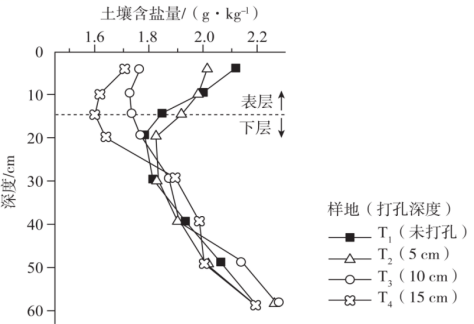 土壤含盐量/（g·kg⁻¹）
1.6 1.8 2.0 2.2
0
10
表层
下层
20
30
40
50
60
深度/cm
样地（打孔深度）
T₁（未打孔）
T₂（5 cm）
T₃（10 cm）
T₄（15 cm）